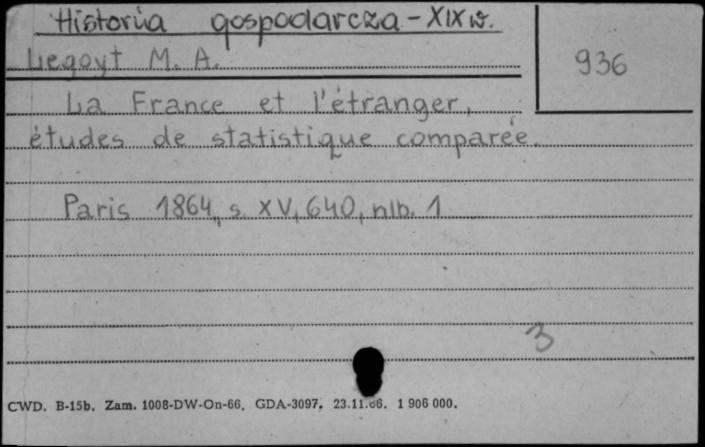 Historia gospodarcza - XIX w.
Legoyt M. A.
936
La France et l'étranger,
études de statistique comparée.
Paris 1864, s. XV, 640, nlb. 1
3
CWD. B-15b. Zam. 1008-DW-On-66. GDA-3097. 23.11.66. 1 906 000.